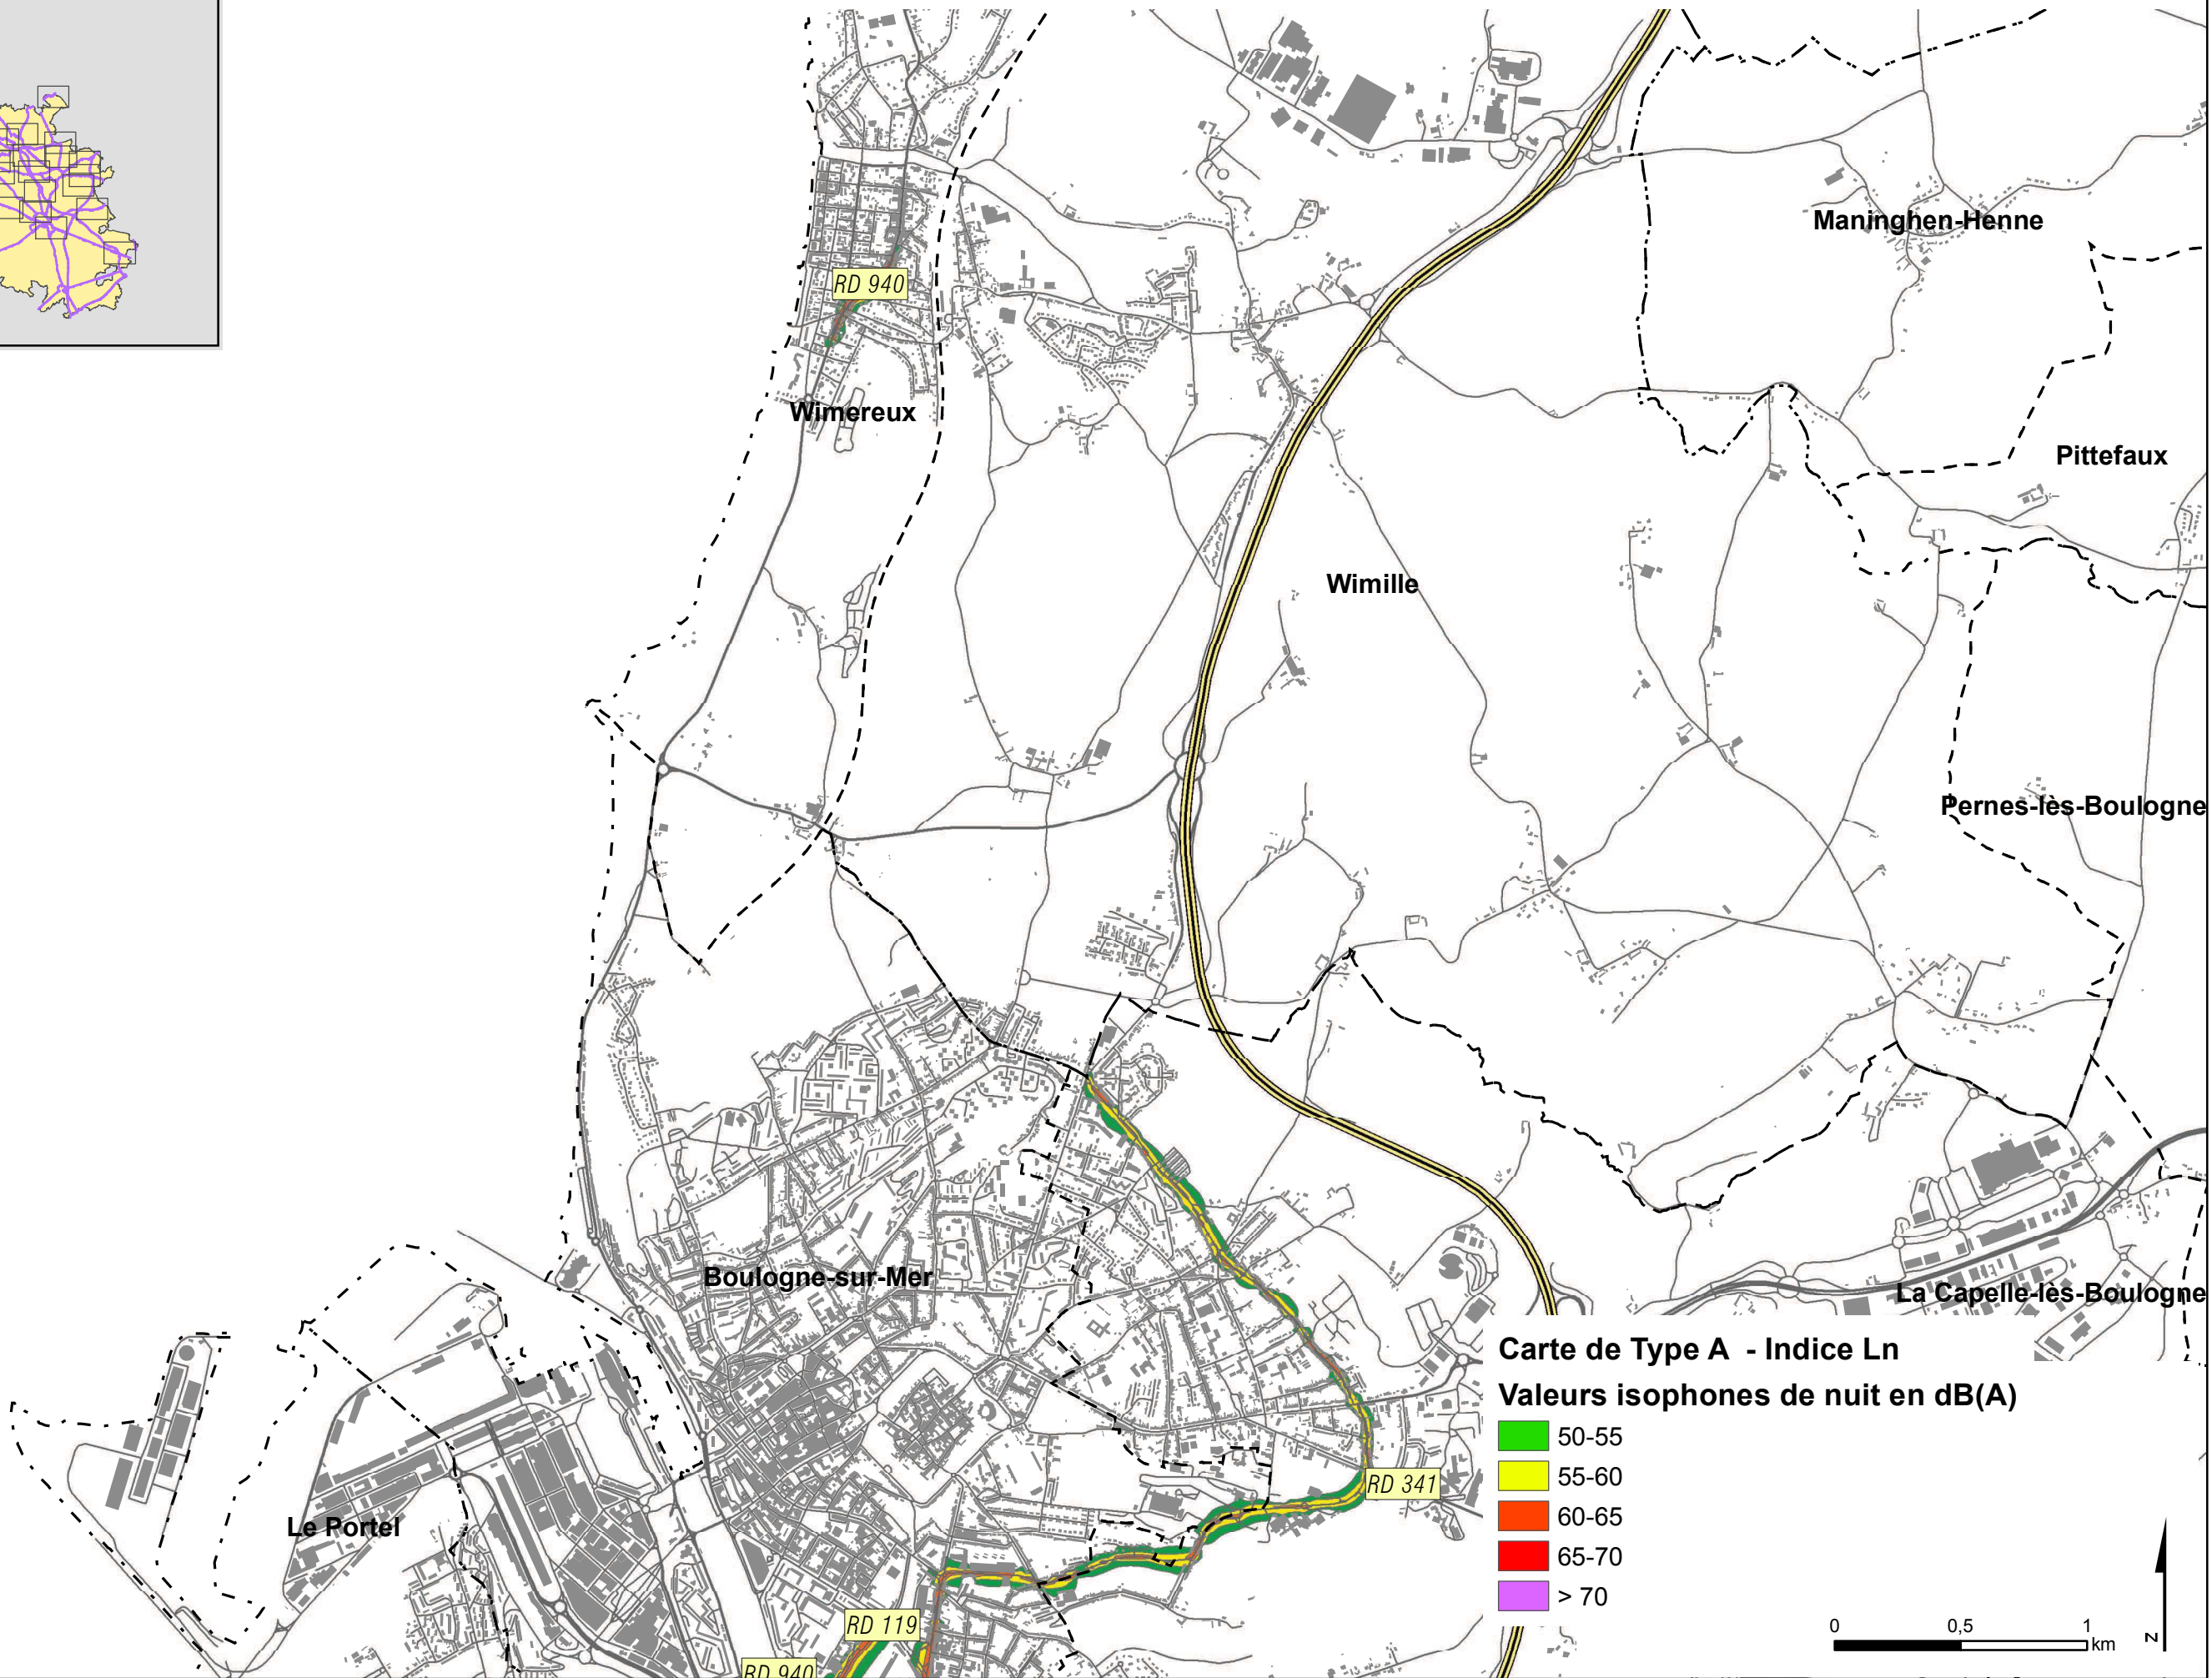 Maninghen-Henne
RD 940
Wimereux
Pittefaux
Wimille
Pernes-lès-Boulogne
Boulogne-sur-Mer
La Capelle-lès-Boulogne
Carte de Type A - Indice Ln
Valeurs isophones de nuit en dB(A)
50-55
55-60
60-65
65-70
> 70
RD 341
Le Portel
RD 119
RD 940
0 0,5 1
km
N